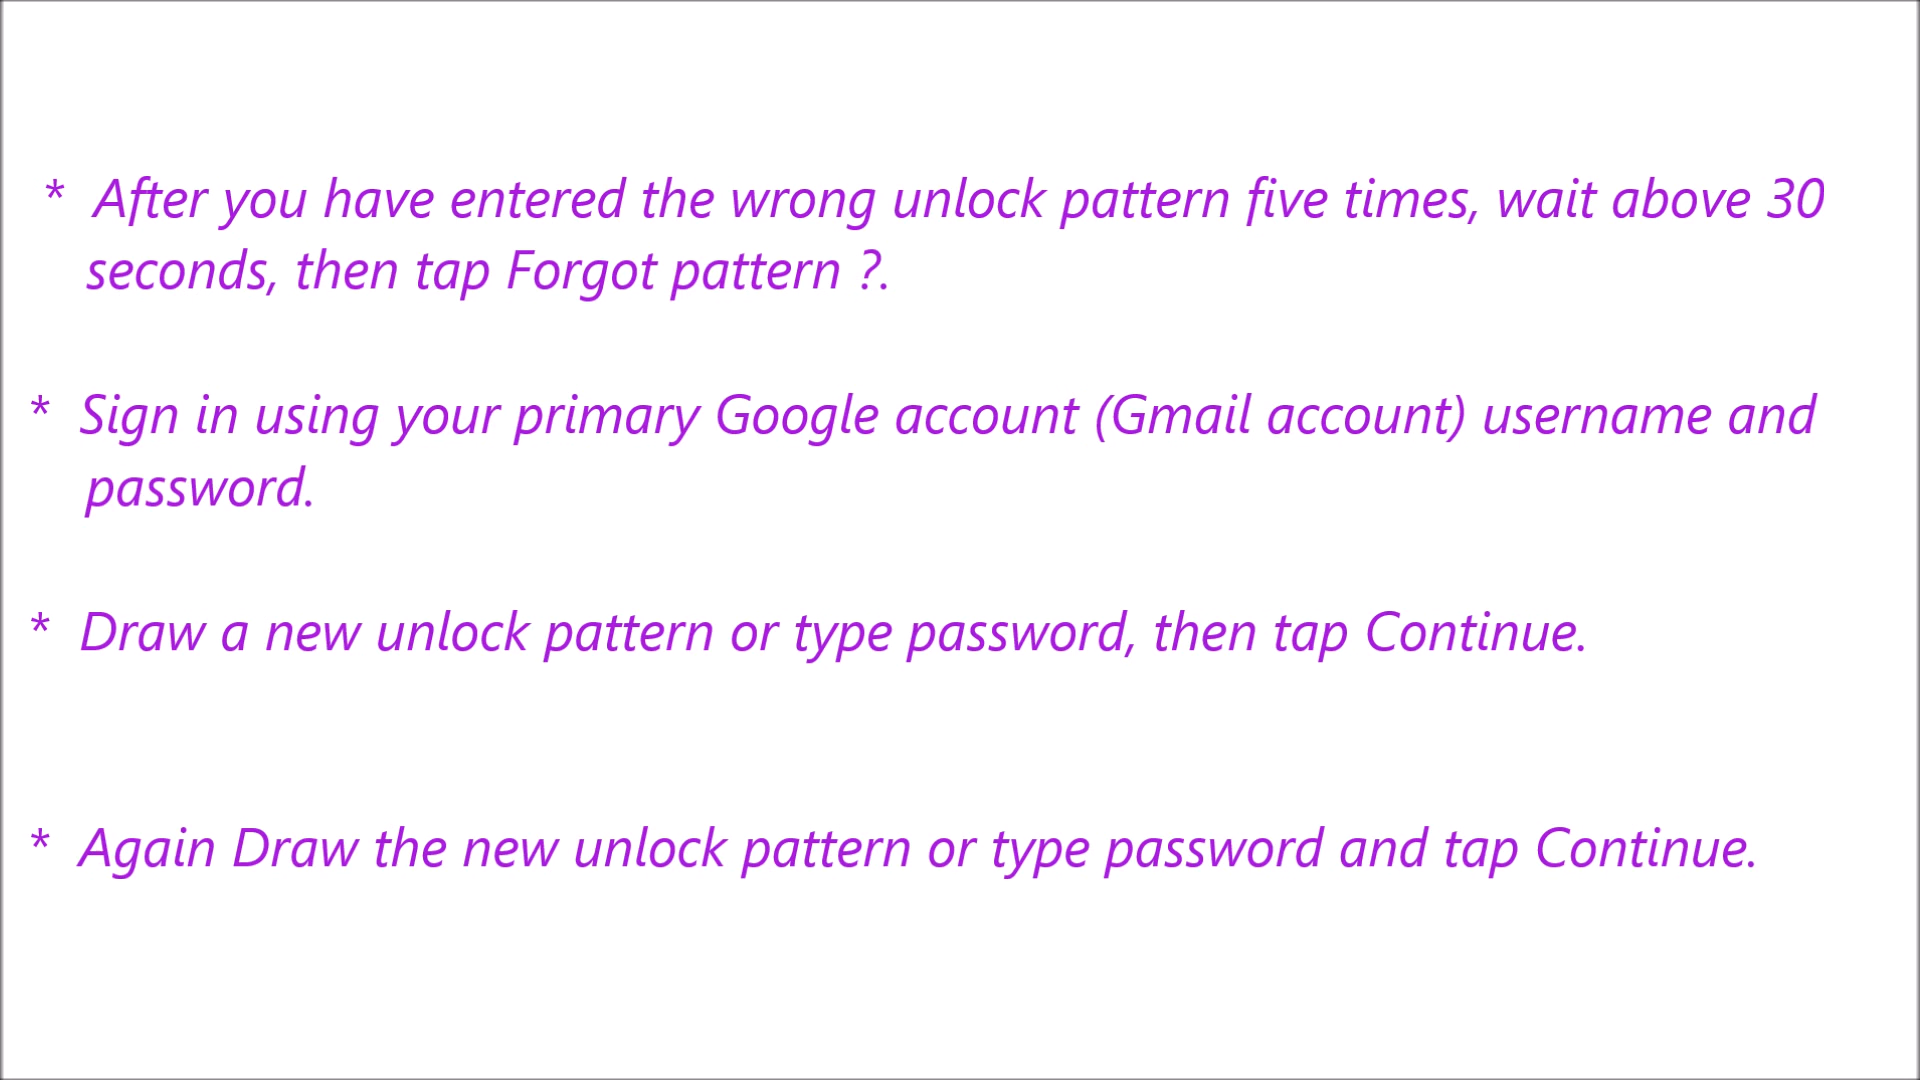 * After you have entered the wrong unlock pattern five times, wait above 30
seconds, then tap Forgot pattern ?.
* Sign in using your primary Google account (Gmail account) username and
password.
* Draw a new unlock pattern or type password, then tap Continue.
* Again Draw the new unlock pattern or type password and tap Continue.